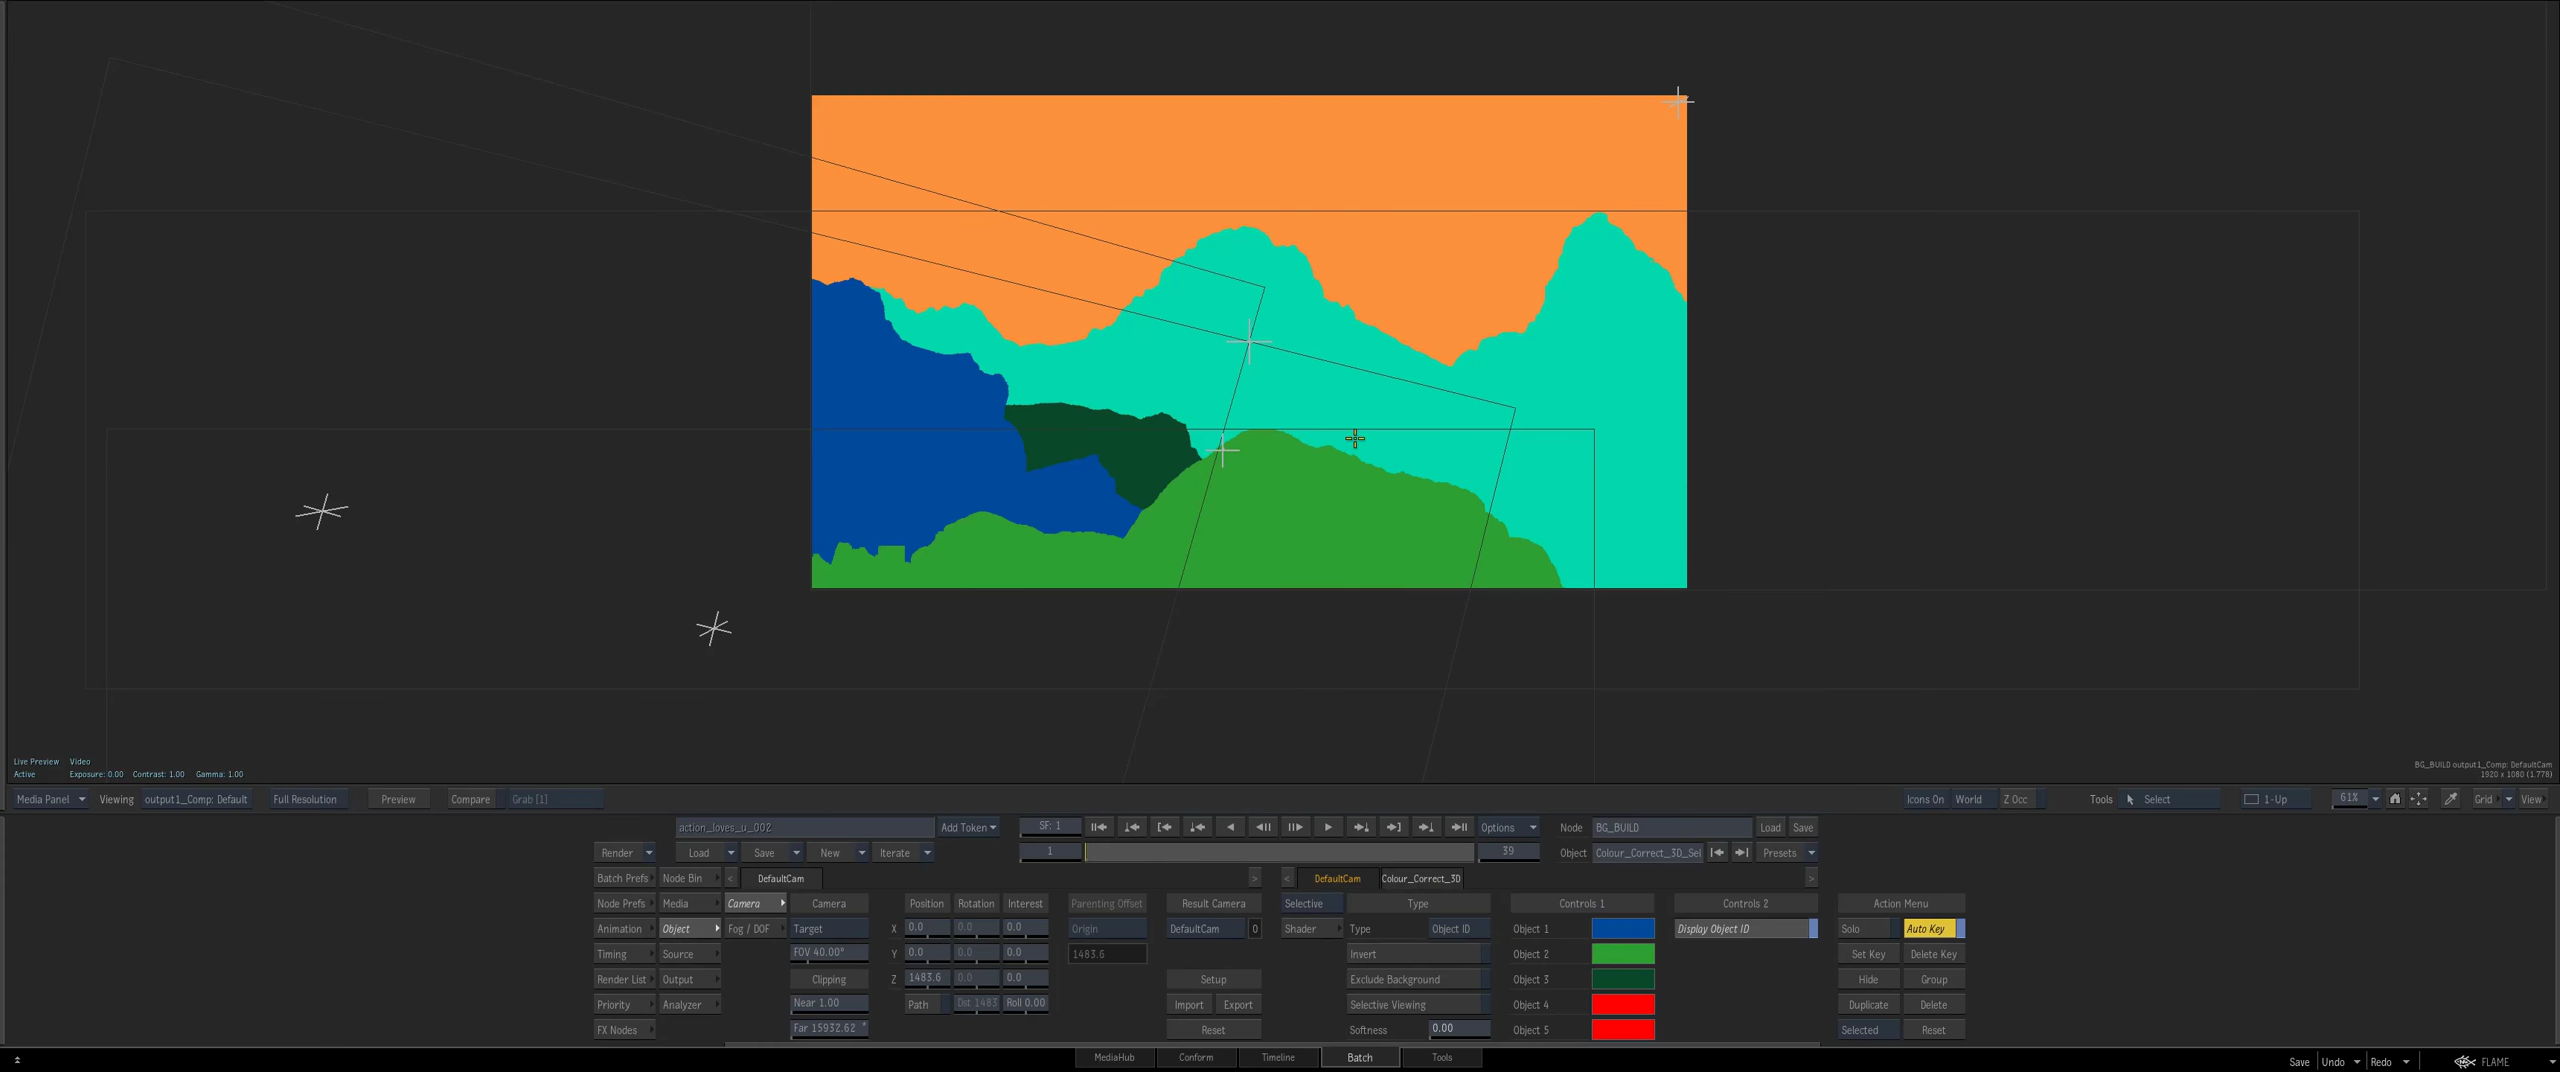 Live Preview Video
Active Exposure: 0.00 Contrast: 1.00 Gamma: 1.00
BG_BUILD output1_Comp: DefaultCam
1920 x 1080 (1.778)
Media Panel Viewing output1_Comp: Default Full Resolution Preview Compare Grab [1] Icons On World Z Occ Tools Select 1-Up 61% Grid View
action_loves_u_002 Add Token SF: 1 Options Node BG_BUILD Load Save
Render Load Save New Iterate 1 39 Object Colour_Correct_3D_Sel Presets
Batch Prefs Node Bin < DefaultCam > < DefaultCam Colour_Correct_3D >
Node Prefs Media Camera Camera Position Rotation Interest Parenting Offset Result Camera Selective Type Controls 1 Controls 2 Action Menu
Animation Object Fog / DOF Target X 0.0 0.0 0.0 Origin DefaultCam 0 Shader Type Object ID Object 1 Display Object ID Solo Auto Key
Timing Source FOV 40.00° Y 0.0 0.0 0.0 1483.6 Invert Object 2 Set Key Delete Key
Render List Output Clipping Z 1483.6 0.0 0.0 Setup Exclude Background Object 3 Hide Group
Priority Analyzer Near 1.00 Path Dst 1483 Roll 0.00 Import Export Selective Viewing Object 4 Duplicate Delete
FX Nodes Far 15932.62 * Reset Softness 0.00 Object 5 Selected Reset
MediaHub Conform Timeline Batch Tools Save Undo Redo FLAME